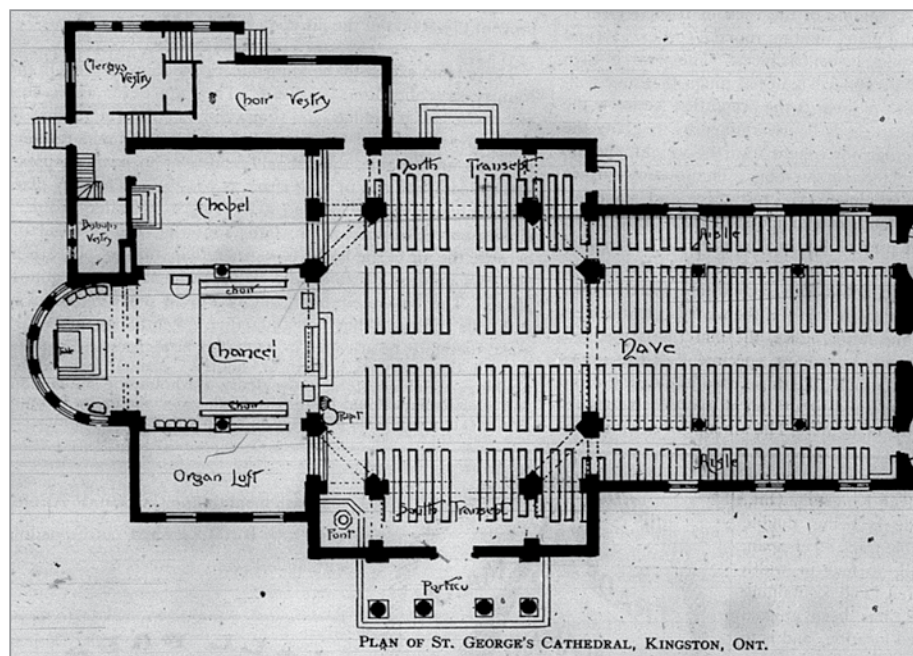 Clergys
Vestry
Choir Vestry
North Transept
Chapel
Bishops
Vestry
Aisle
Choir
Chancel
Nave
Table
Choir
Pulpit
Organ Loft
Aisle
South Transept
Font
Portico
PLAN OF ST. GEORGE'S CATHEDRAL, KINGSTON, ONT.